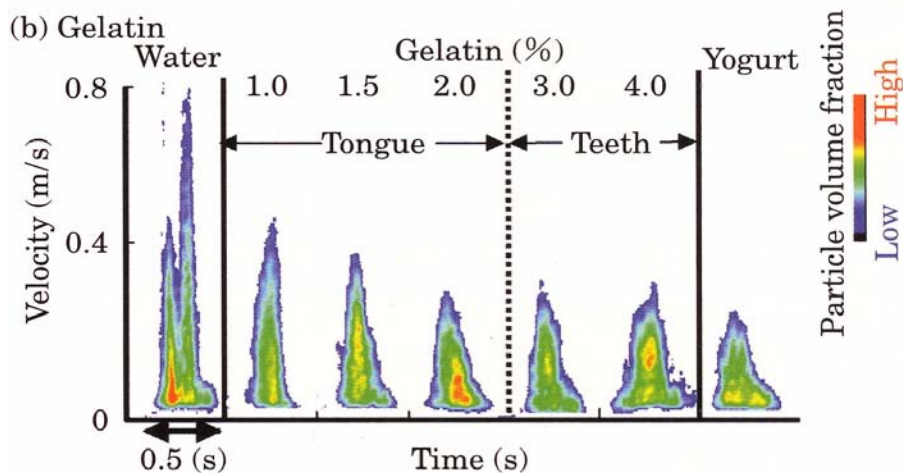 (b) Gelatin
Water
Gelatin (%)
Yogurt
1.0 1.5 2.0 3.0 4.0
Tongue
Teeth
0.8
0.4
0
Velocity (m/s)
0.5 (s)
Time (s)
Particle volume fraction
Low
High